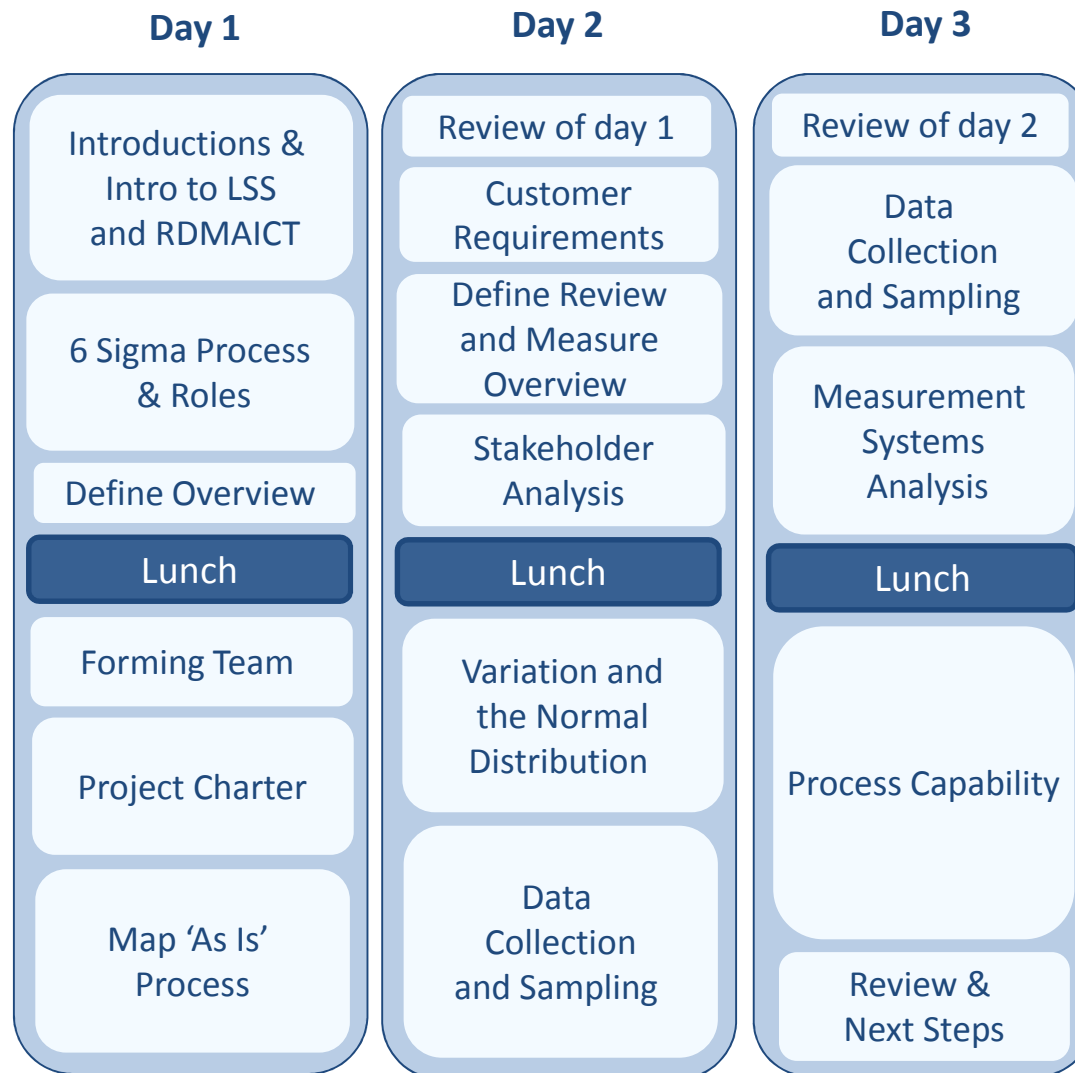 Day 1
Introductions &
Intro to LSS
and RDMAICT
6 Sigma Process
& Roles
Define Overview
Lunch
Forming Team
Project Charter
Map ‘As Is’
Process
Day 2
Review of day 1
Customer
Requirements
Define Review
and Measure
Overview
Stakeholder
Analysis
Lunch
Variation and
the Normal
Distribution
Data
Collection
and Sampling
Day 3
Review of day 2
Data
Collection
and Sampling
Measurement
Systems
Analysis
Lunch
Process Capability
Review &
Next Steps